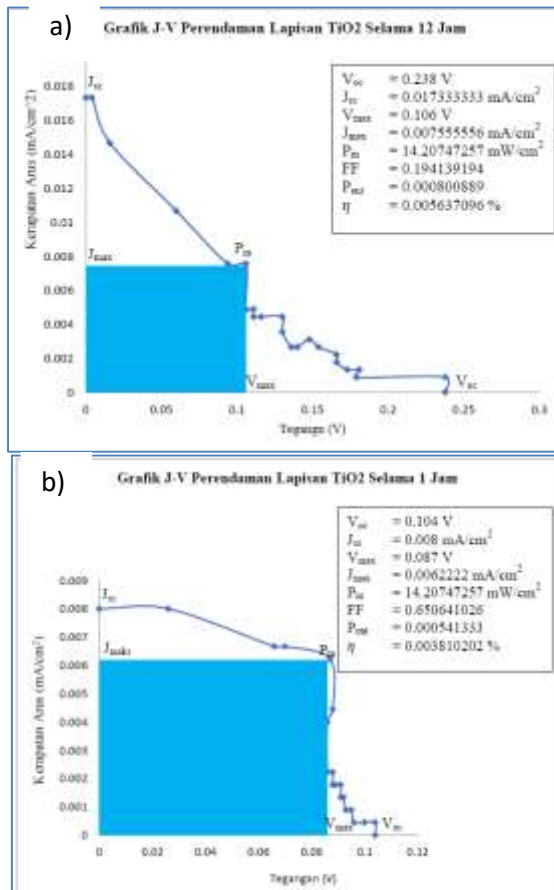 a)
Grafik J-V Perendaman Lapisan TiO2 Selama 12 Jam
Kerapatan Arus (mA/cm^2)
0.018
0.016
0.014
0.012
0.01
0.008
0.006
0.004
0.002
0
0
0.05
0.1
0.15
0.2
0.25
0.3
Tegangan (V)
Jsc
Jmax
Pm
Vmax
Voc
Voc = 0.238 V
Jsc = 0.017333333 mA/cm2
Vmax = 0.106 V
Jmax = 0.007555556 mA/cm2
Pin = 14.20747257 mW/cm2
FF = 0.194139194
Pout = 0.000800889
η = 0.005637096 %
b)
Grafik J-V Perendaman Lapisan TiO2 Selama 1 Jam
Kerapatan Arus (mA/cm2)
0.009
0.008
0.007
0.006
0.005
0.004
0.003
0.002
0.001
0
0
0.02
0.04
0.06
0.08
0.1
0.12
Tegangan (V)
Jsc
Jmaks
Vmax
Voc
Voc = 0.104 V
Jsc = 0.008 mA/cm2
Vmax = 0.087 V
Jmax = 0.0062222 mA/cm2
Pin = 14.20747257 mW/cm2
FF = 0.650641026
Pout = 0.000541333
η = 0.003810202 %